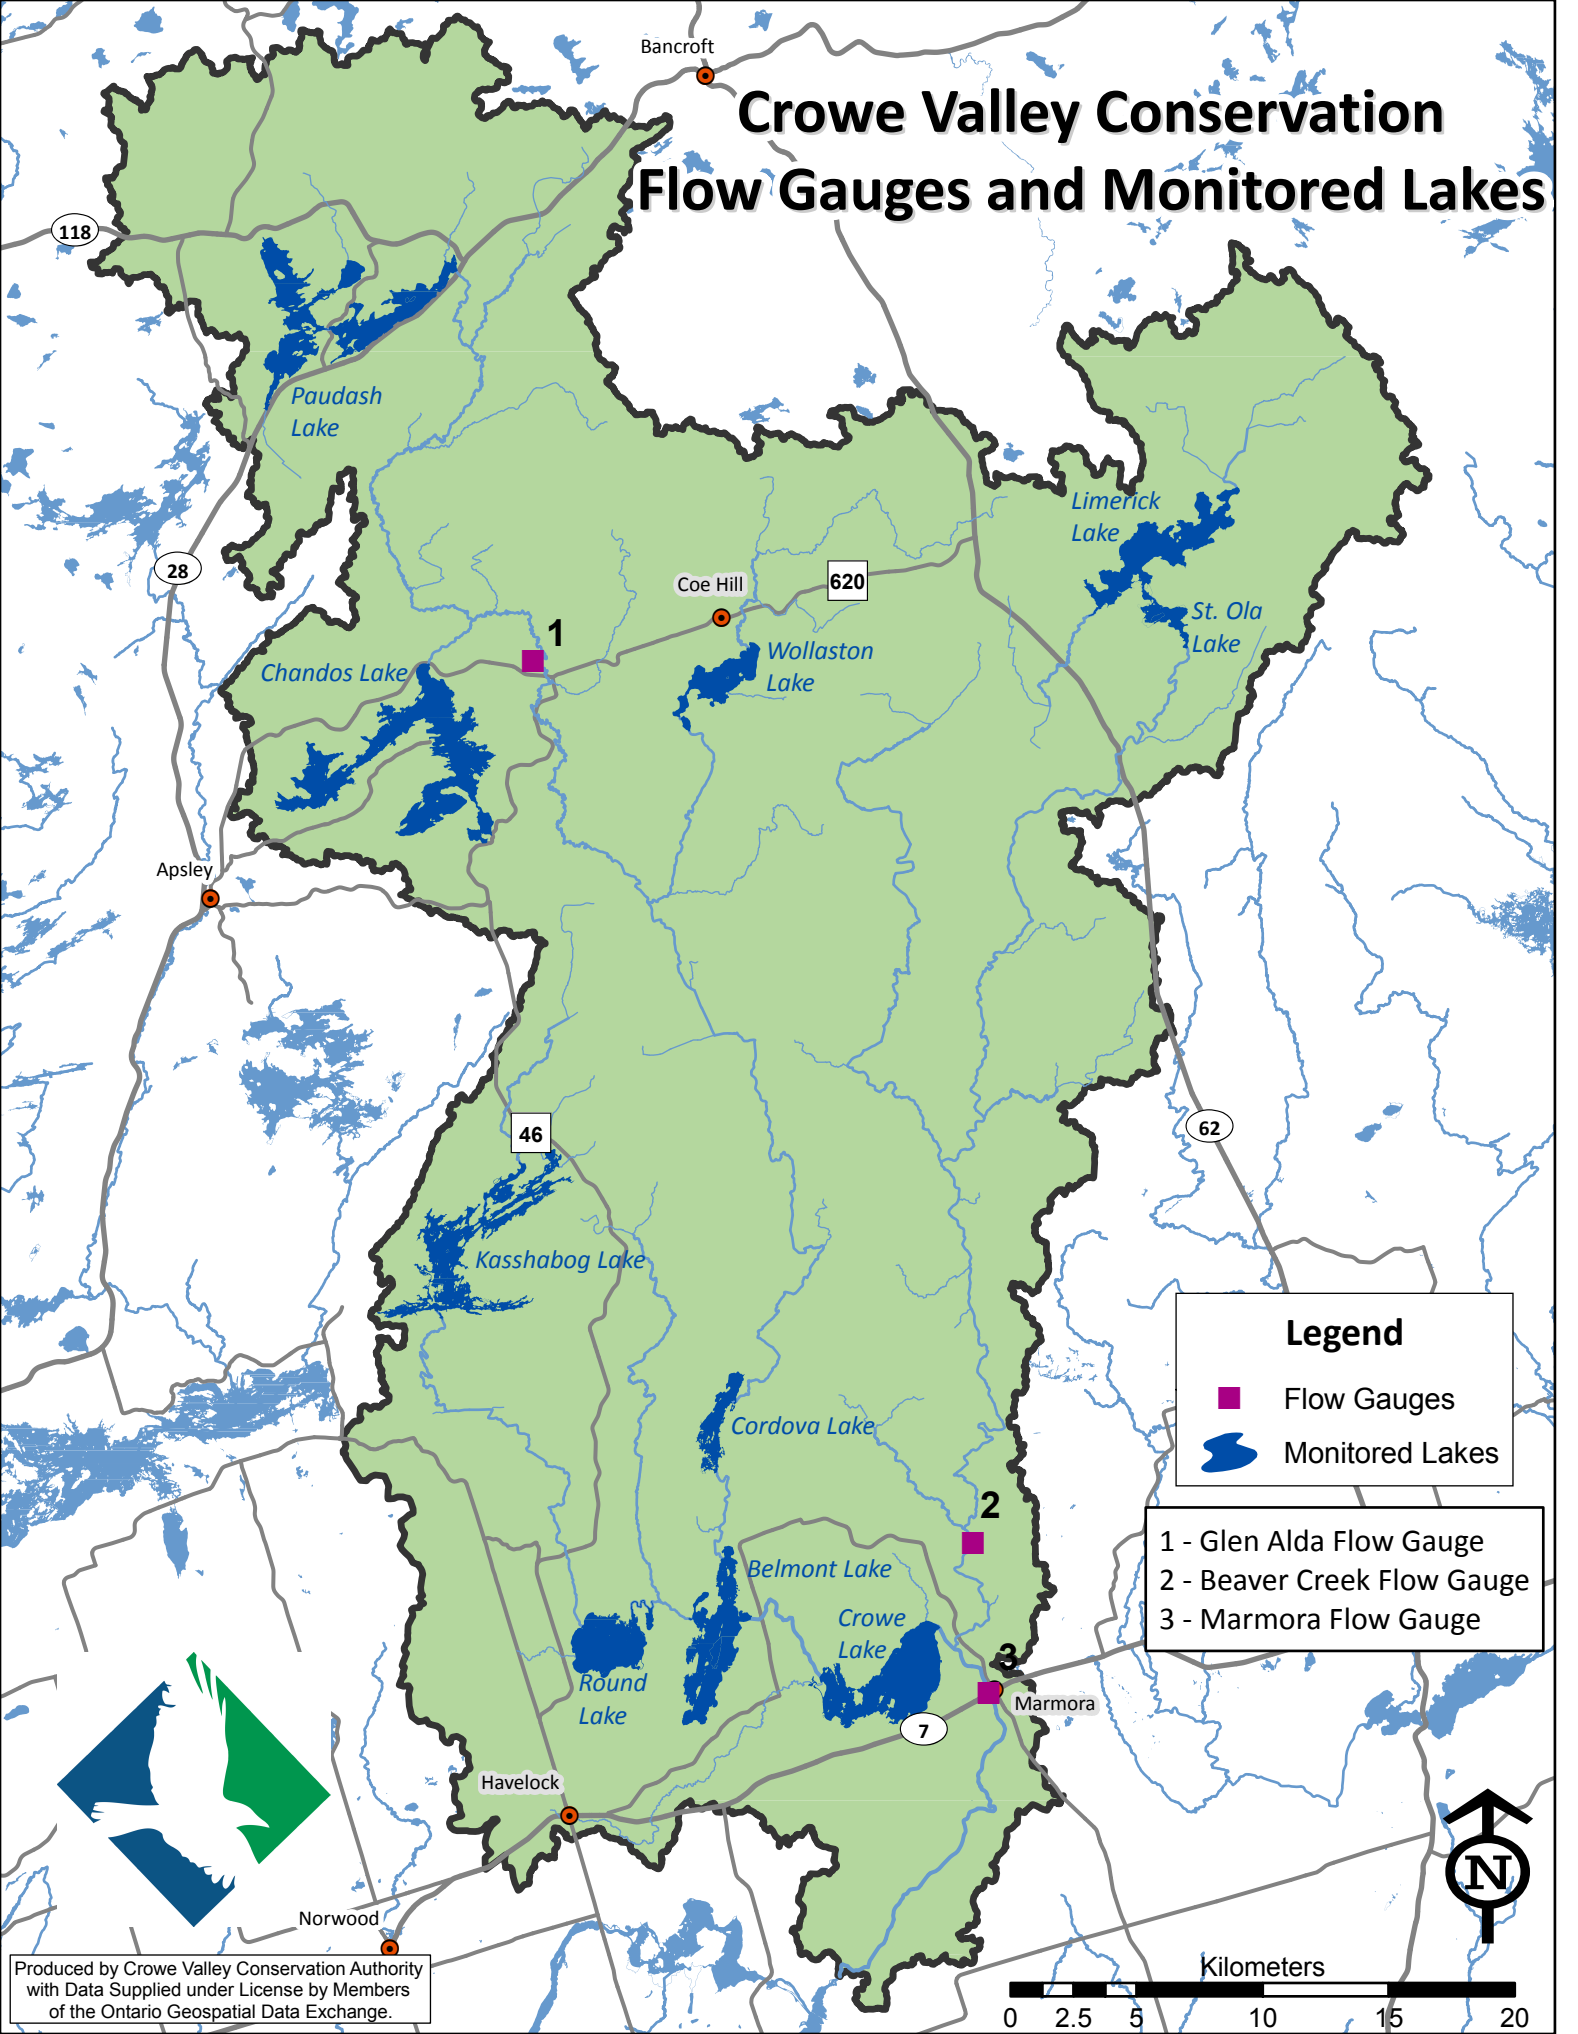 Bancroft
Crowe Valley Conservation
Flow Gauges and Monitored Lakes
118
Paudash
Lake
Limerick
Lake
28
Coe Hill
620
St. Ola
Lake
1
Chandos Lake
Wollaston
Lake
Apsley
46
62
Kasshabog Lake
Legend
Flow Gauges
Monitored Lakes
Cordova Lake
2
1 - Glen Alda Flow Gauge
2 - Beaver Creek Flow Gauge
3 - Marmora Flow Gauge
Belmont Lake
Crowe
Lake
3
Round
Lake
Marmora
7
Havelock
N
Norwood
Produced by Crowe Valley Conservation Authority
with Data Supplied under License by Members
of the Ontario Geospatial Data Exchange.
Kilometers
0 2.5 5 10 15 20